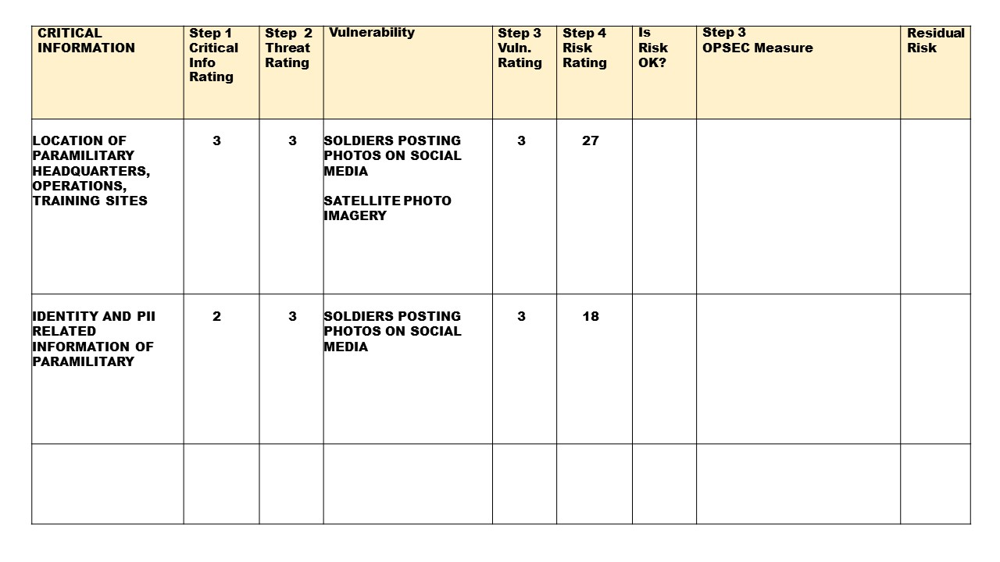 CRITICAL
INFORMATION
Step 1
Critical
Info
Rating
Step 2
Threat
Rating
Vulnerability
Step 3
Vuln.
Rating
Step 4
Risk
Rating
Is
Risk
OK?
Step 3
OPSEC Measure
Residual
Risk
LOCATION OF
PARAMILITARY
HEADQUARTERS,
OPERATIONS,
TRAINING SITES
3
3
SOLDIERS POSTING
PHOTOS ON SOCIAL
MEDIA
SATELLITE PHOTO
IMAGERY
3
27
IDENTITY AND PII
RELATED
INFORMATION OF
PARAMILITARY
2
3
SOLDIERS POSTING
PHOTOS ON SOCIAL
MEDIA
3
18